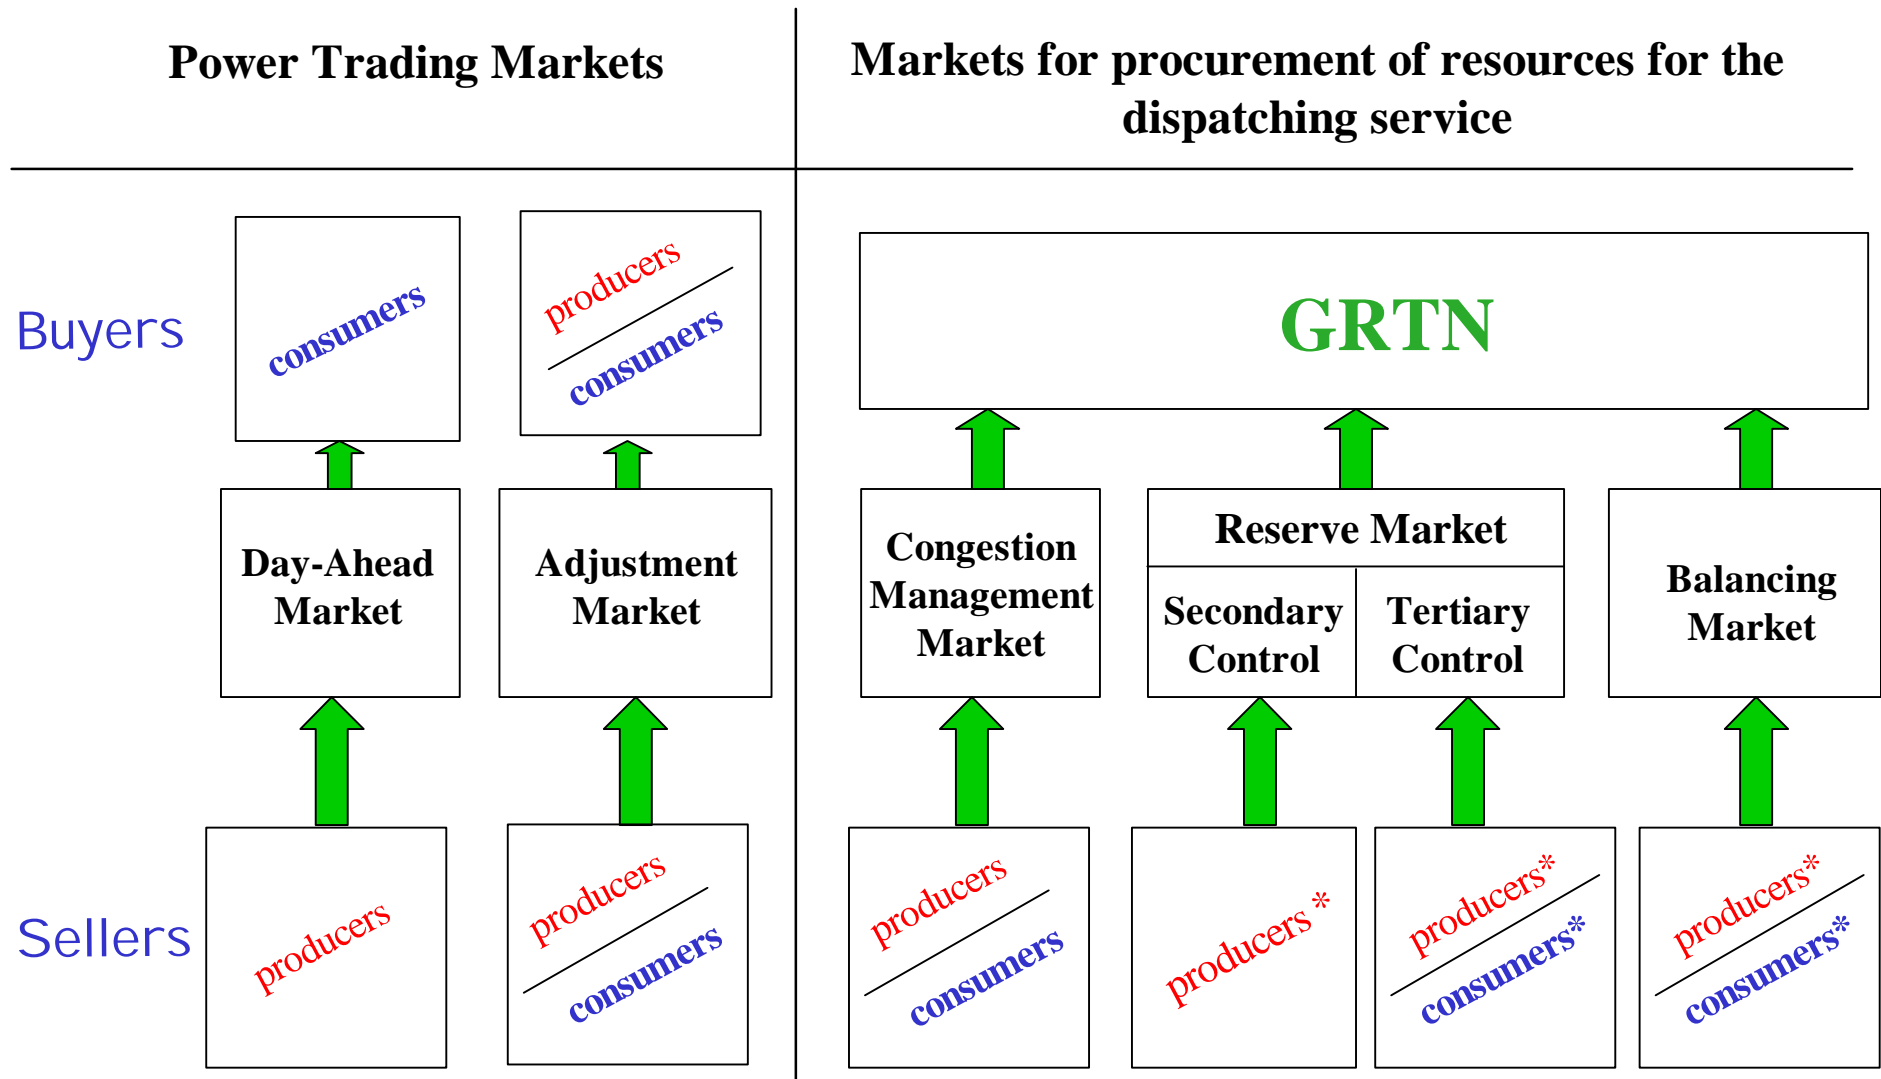 Power Trading Markets
Markets for procurement of resources for the
dispatching service
Buyers
consumers
producers
consumers
GRTN
Day-Ahead
Market
Adjustment
Market
Congestion
Management
Market
Reserve Market
Secondary
Control
Tertiary
Control
Balancing
Market
Sellers
producers
producers
consumers
producers
consumers
producers *
producers*
consumers*
producers*
consumers*